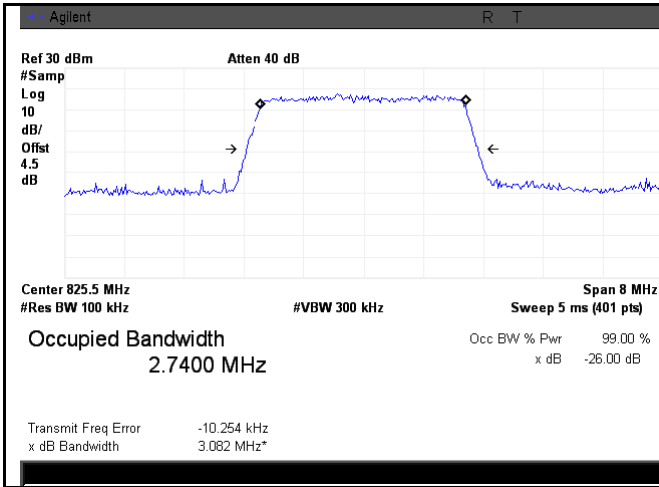 Agilent R T
Ref 30 dBm Atten 40 dB
#Samp
Log
10
dB/
Offst
4.5
dB
Center 825.5 MHz Span 8 MHz
#Res BW 100 kHz #VBW 300 kHz Sweep 5 ms (401 pts)
Occupied Bandwidth Occ BW % Pwr 99.00 %
2.7400 MHz x dB -26.00 dB
Transmit Freq Error -10.254 kHz
x dB Bandwidth 3.082 MHz*